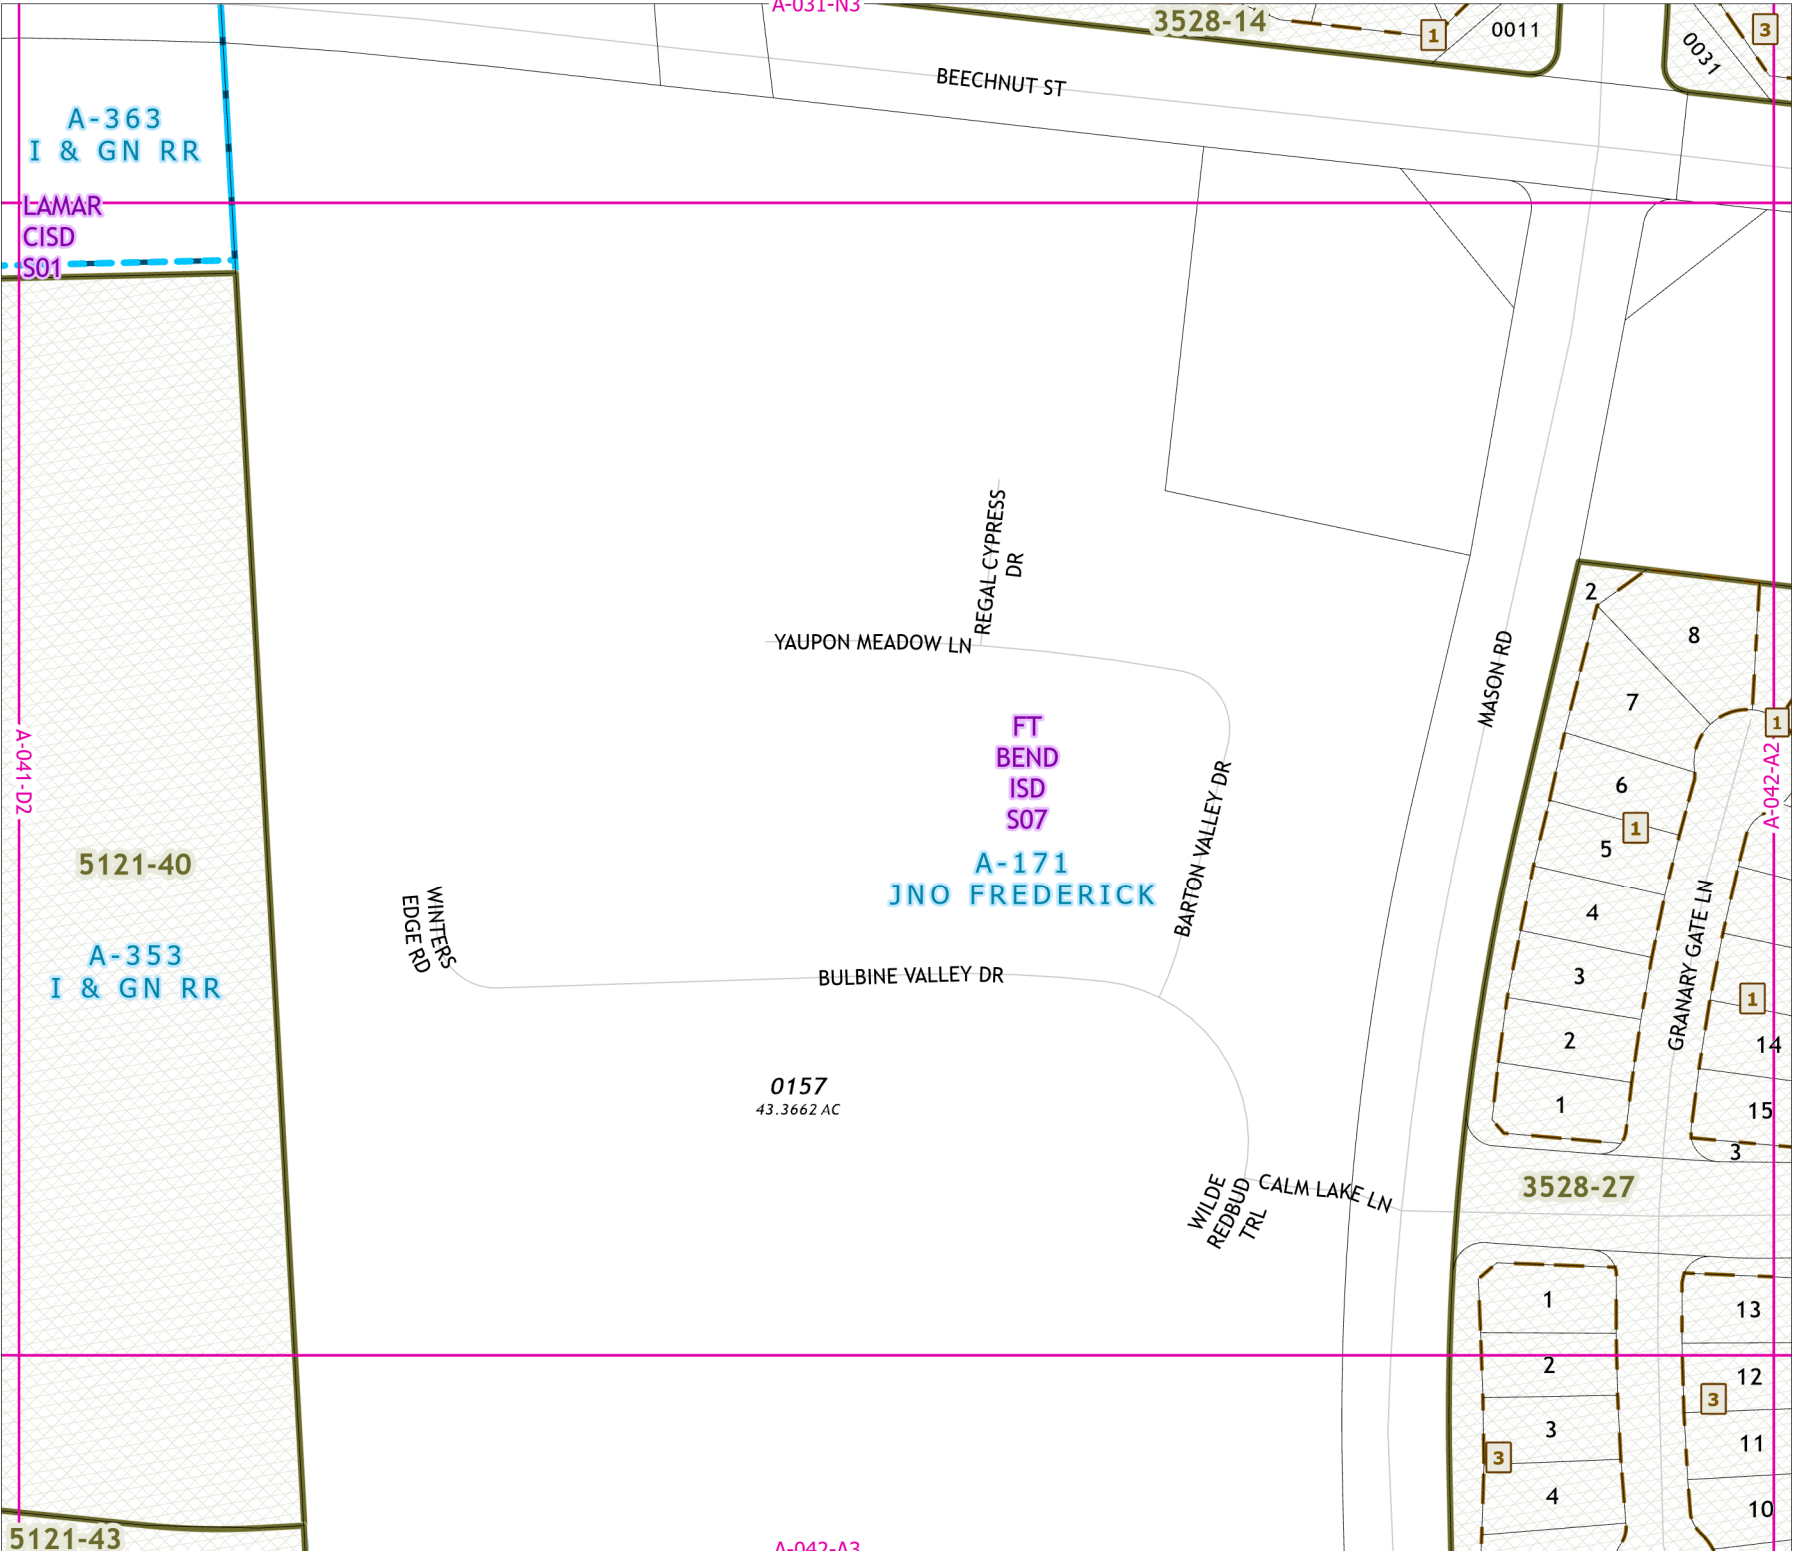 A-031-N3
3528-14
1
0011
0031
3
BEECHNUT ST
A-363
I & GN RR
LAMAR
CISD
S01
REGAL CYPRESS
DR
YAUPON MEADOW LN
MASON RD
2
8
7
1
6
1
5
4
3
2
1
FT
BEND
ISD
S07
A-171
JNO FREDERICK
BARTON VALLEY DR
A-041-D2
A-042-A2
5121-40
A-353
I & GN RR
WINTERS
EDGE RD
BULBINE VALLEY DR
GRANARY GATE LN
1
14
15
3
0157
43.3662 AC
WILDE
REDBUD
TRL
CALM LAKE LN
3528-27
1
2
3
3
4
13
12
3
11
10
5121-43
A-042-A3